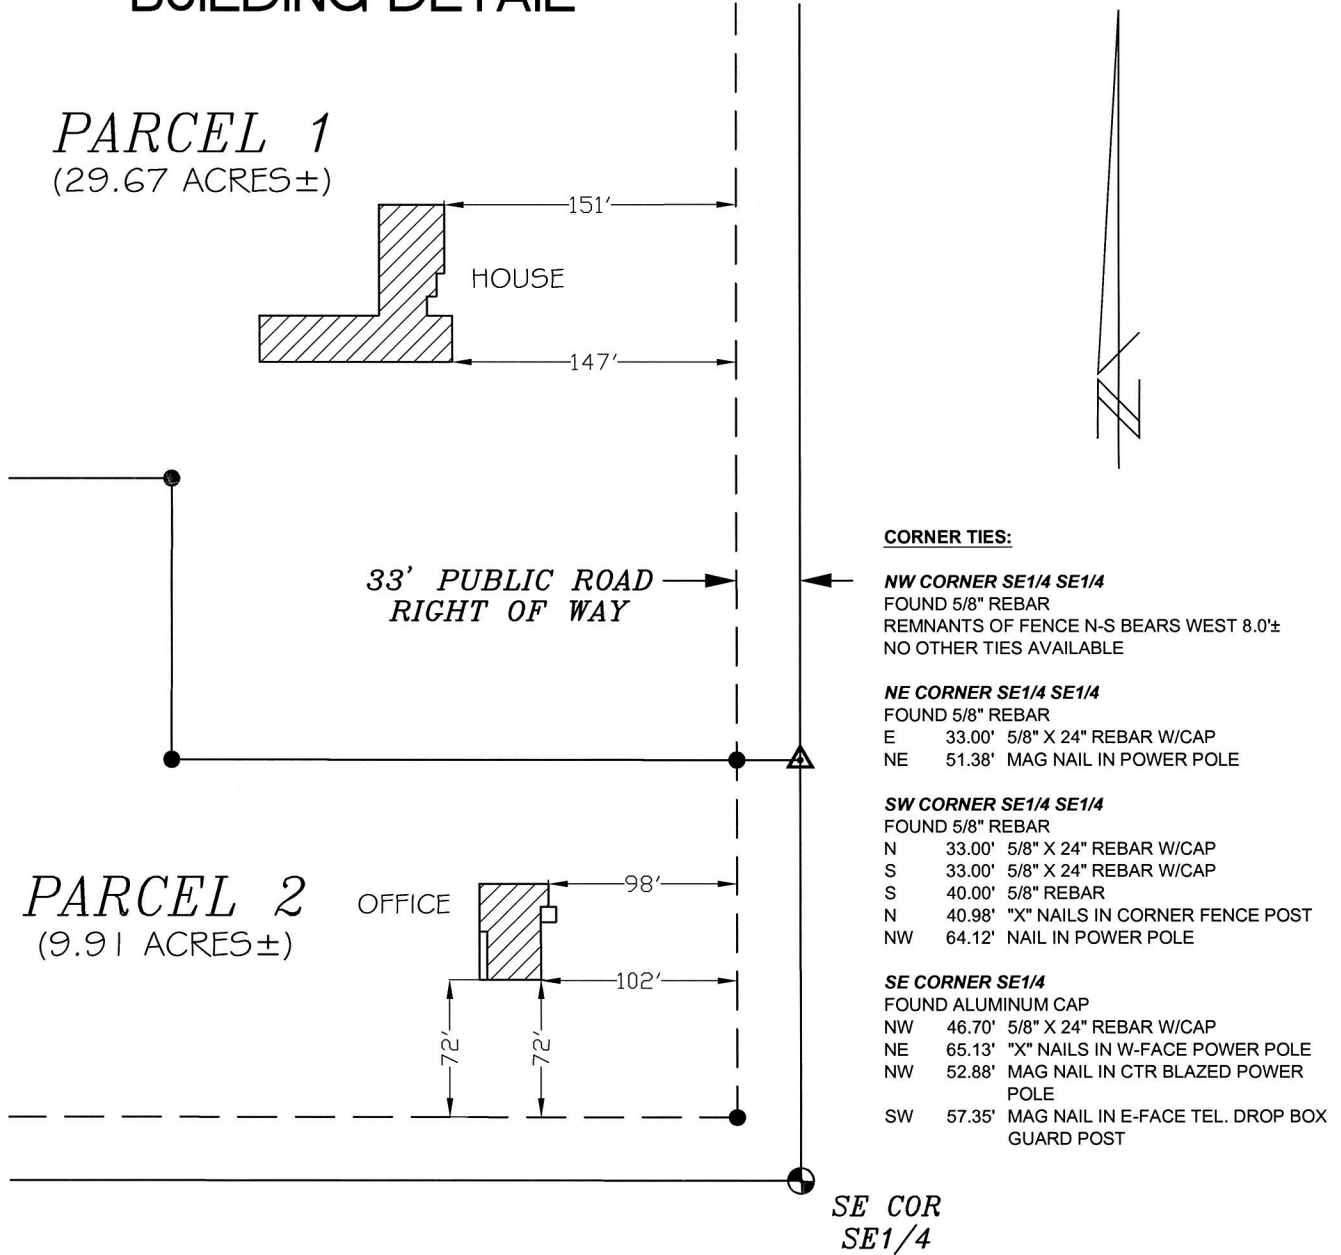 BUILDING DETAIL
PARCEL 1
(29.67 ACRES±)
151'
HOUSE
147'
33' PUBLIC ROAD
RIGHT OF WAY
PARCEL 2
(9.91 ACRES±)
OFFICE
98'
102'
72'
72'
N
CORNER TIES:
NW CORNER SE1/4 SE1/4
FOUND 5/8" REBAR
REMNANTS OF FENCE N-S BEARS WEST 8.0'±
NO OTHER TIES AVAILABLE
NE CORNER SE1/4 SE1/4
FOUND 5/8" REBAR
E 33.00' 5/8" X 24" REBAR W/CAP
NE 51.38' MAG NAIL IN POWER POLE
SW CORNER SE1/4 SE1/4
FOUND 5/8" REBAR
N 33.00' 5/8" X 24" REBAR W/CAP
S 33.00' 5/8" X 24" REBAR W/CAP
S 40.00' 5/8" REBAR
N 40.98' "X" NAILS IN CORNER FENCE POST
NW 64.12' NAIL IN POWER POLE
SE CORNER SE1/4
FOUND ALUMINUM CAP
NW 46.70' 5/8" X 24" REBAR W/CAP
NE 65.13' "X" NAILS IN W-FACE POWER POLE
NW 52.88' MAG NAIL IN CTR BLAZED POWER
POLE
SW 57.35' MAG NAIL IN E-FACE TEL. DROP BOX
GUARD POST
SE COR
SE1/4